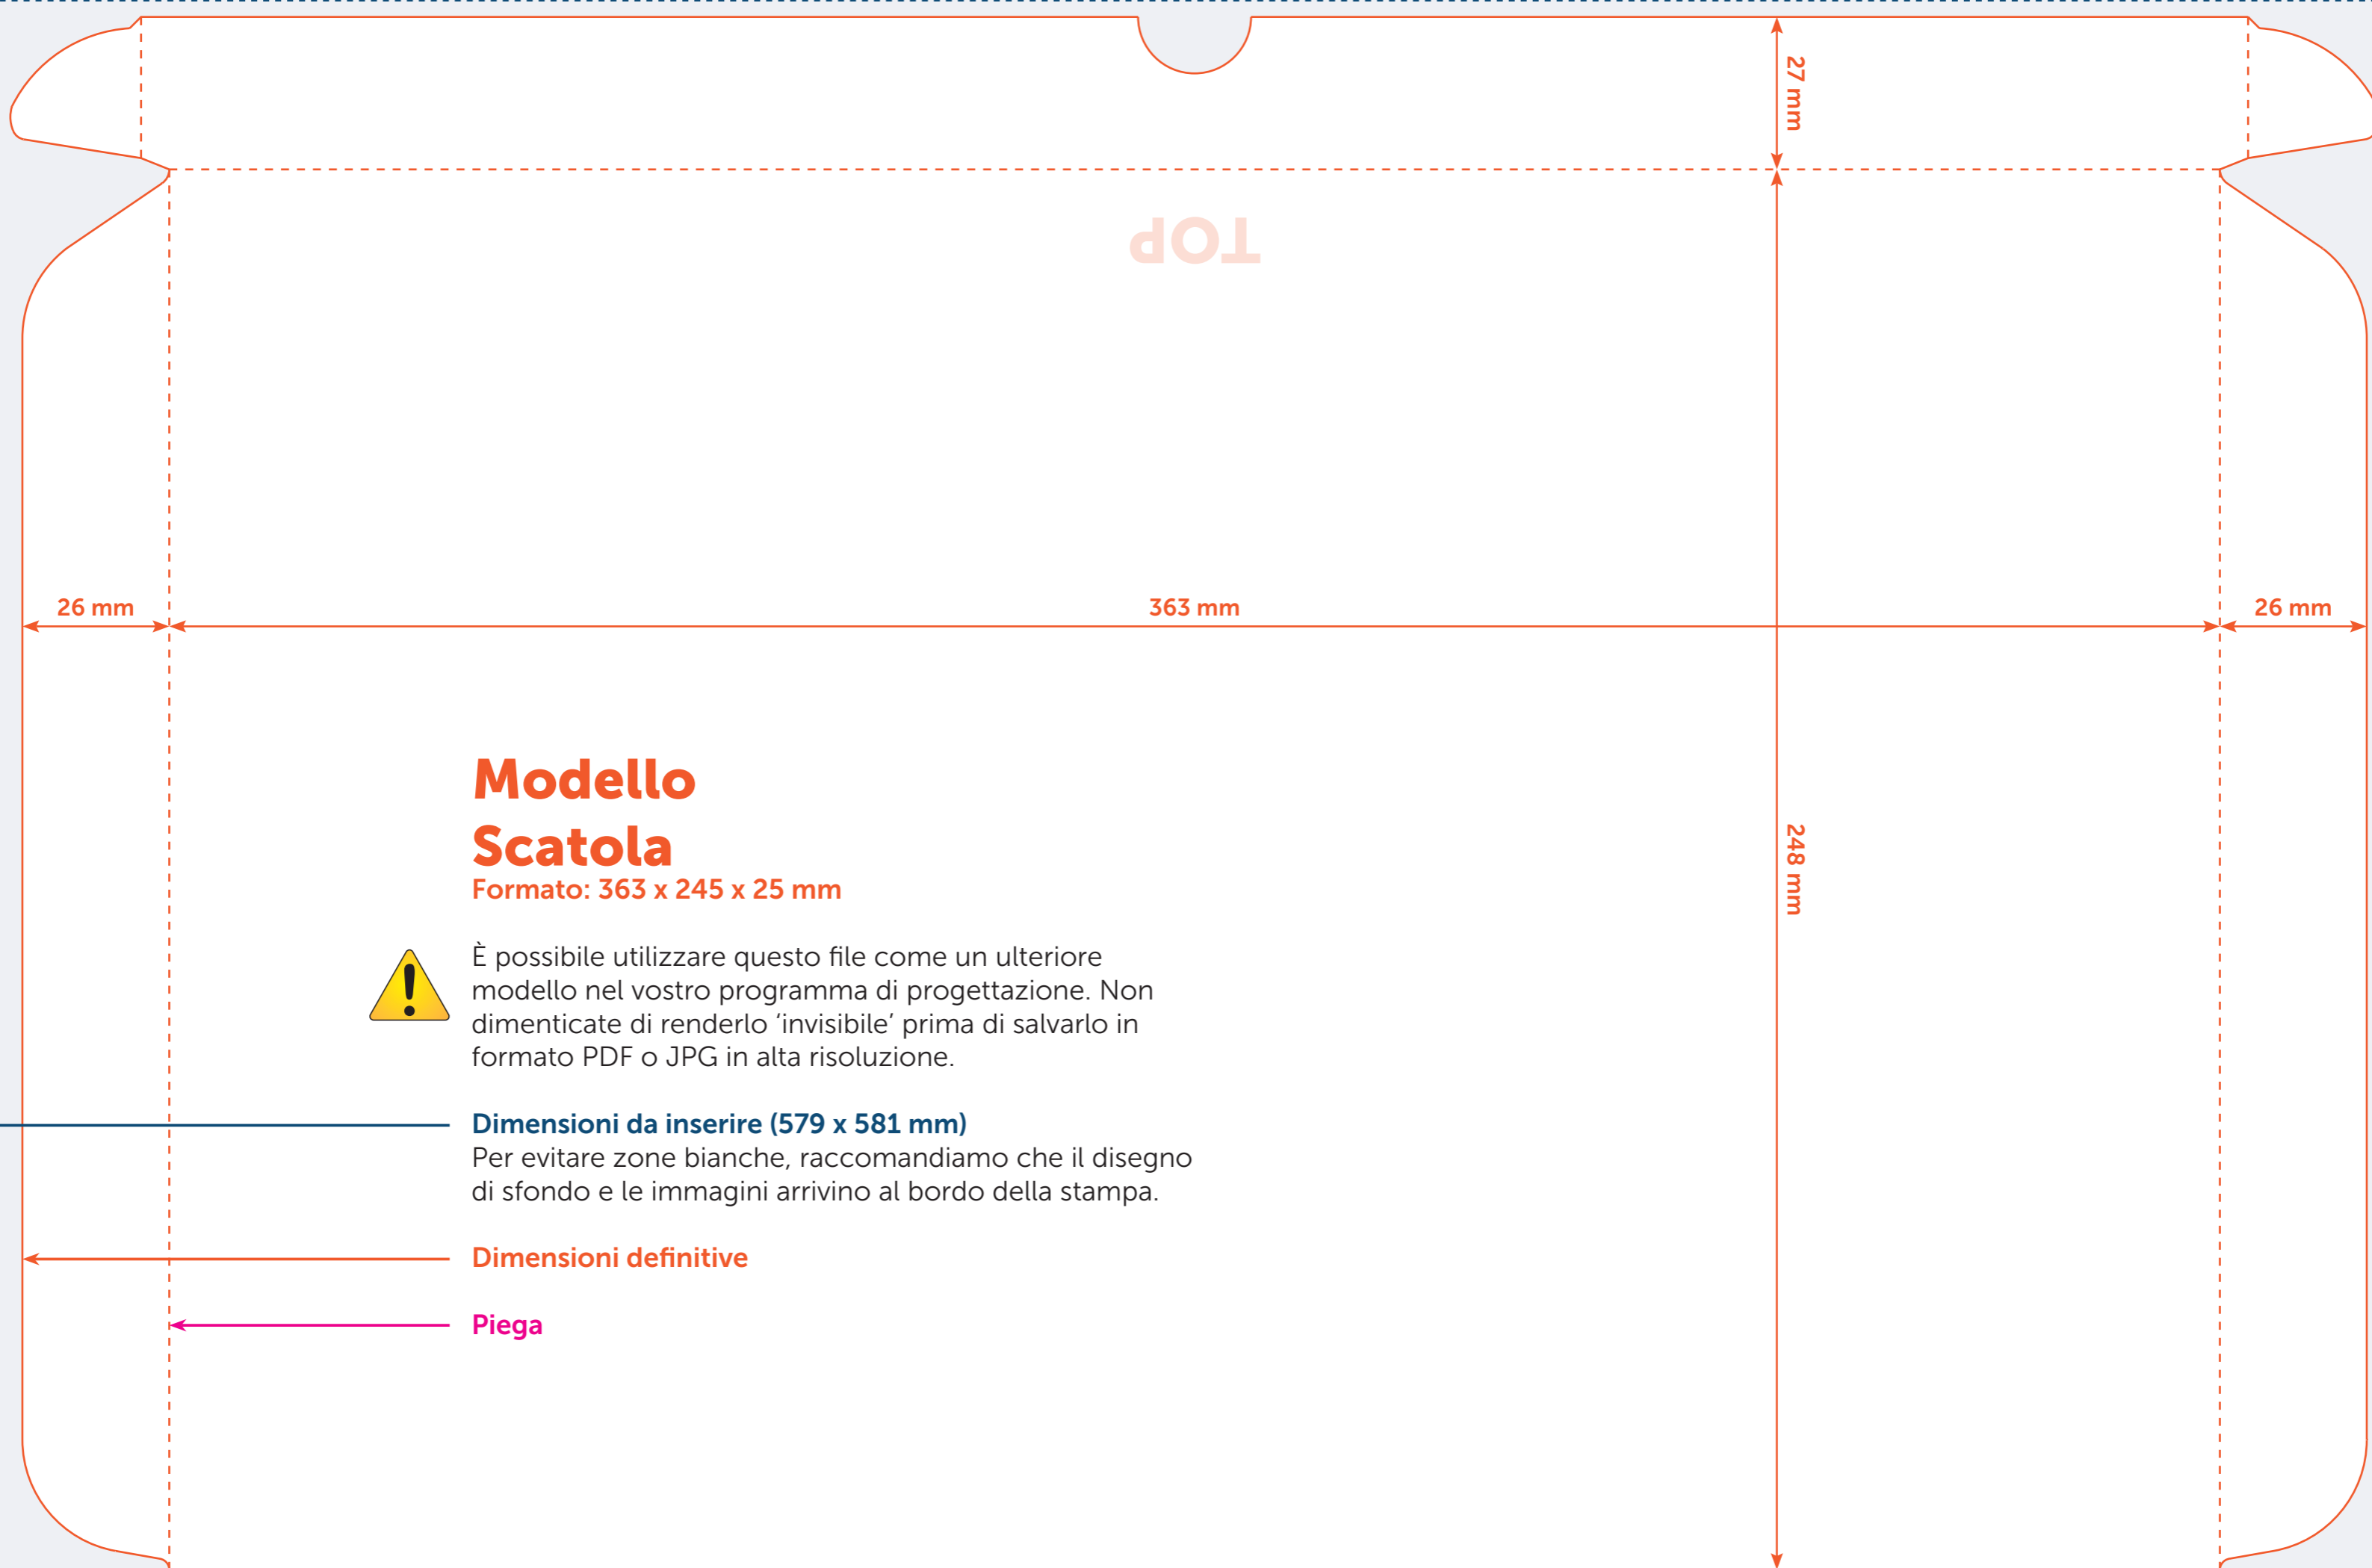 27 mm
TOP
26 mm
363 mm
26 mm
Modello
Scatola
Formato: 363 x 245 x 25 mm
248 mm
È possibile utilizzare questo file come un ulteriore
modello nel vostro programma di progettazione. Non
dimenticate di renderlo ‘invisibile’ prima di salvarlo in
formato PDF o JPG in alta risoluzione.
Dimensioni da inserire (579 x 581 mm)
Per evitare zone bianche, raccomandiamo che il disegno
di sfondo e le immagini arrivino al bordo della stampa.
Dimensioni definitive
Piega